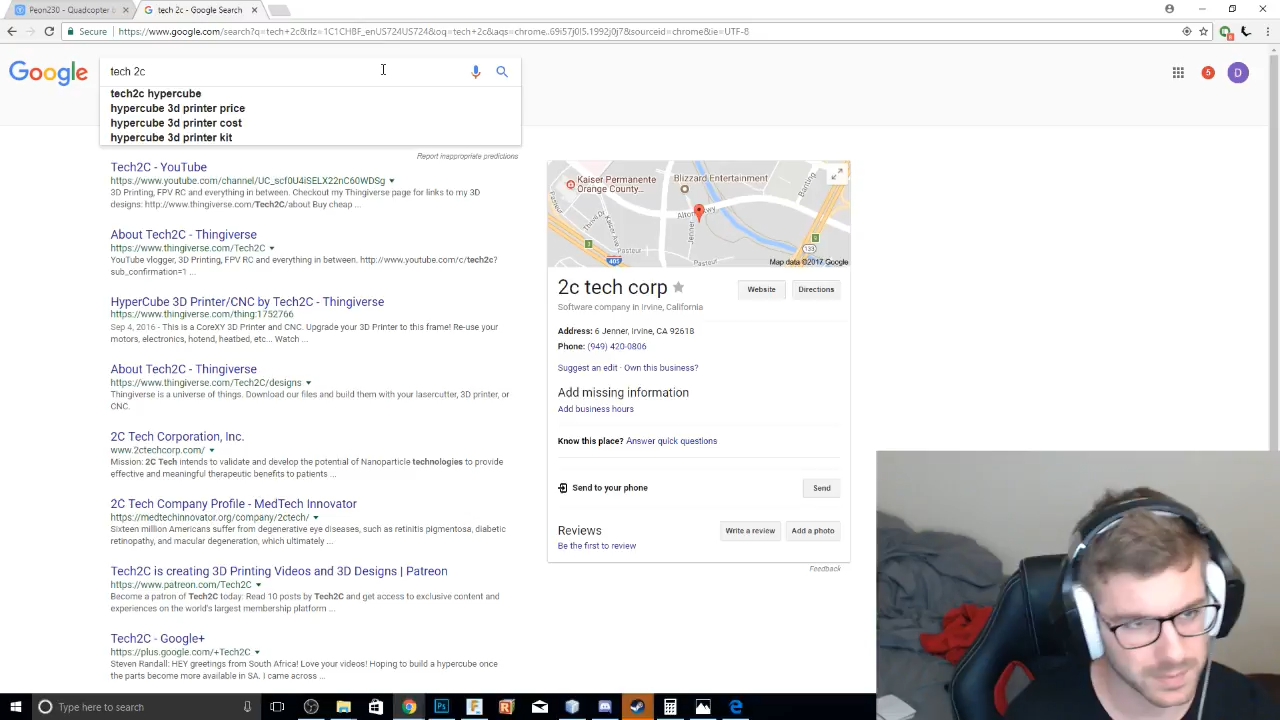 Peon230 - Quadcopter b
tech 2c - Google Search
Secure
https://www.google.com/search?q=tech+2c&rlz=1C1CHBF_enUS724US724&oq=tech+2c&aqs=chrome..69i57j0l5.1992j0j7&sourceid=chrome&ie=UTF-8
Google
tech 2c
5
D
tech2c hypercube
hypercube 3d printer price
hypercube 3d printer cost
hypercube 3d printer kit
Report inappropriate predictions
Tech2C - YouTube
https://www.youtube.com/channel/UC_scf0U4iSELX22nC60WDSg
3D Printing, FPV RC and everything in between. Checkout my Thingiverse page for links to my 3D
designs: http://www.thingiverse.com/Tech2C/about Buy cheap ...
About Tech2C - Thingiverse
https://www.thingiverse.com/Tech2C
YouTube vlogger, 3D Printing, FPV RC and everything in between. http://www.youtube.com/c/tech2c?
sub_confirmation=1 ...
HyperCube 3D Printer/CNC by Tech2C - Thingiverse
https://www.thingiverse.com/thing:1752766
Sep 4, 2016 - This is a CoreXY 3D Printer and CNC. Upgrade your 3D Printer to this frame! Re-use your
motors, electronics, hotend, heatbed, etc... Watch ...
About Tech2C - Thingiverse
https://www.thingiverse.com/Tech2C/designs
Thingiverse is a universe of things. Download our files and build them with your lasercutter, 3D printer, or
CNC.
2C Tech Corporation, Inc.
www.2ctechcorp.com/
Mission: 2C Tech intends to validate and develop the potential of Nanoparticle technologies to provide
effective and meaningful therapeutic benefits to patients ...
2C Tech Company Profile - MedTech Innovator
https://medtechinnovator.org/company/2ctech/
Sixteen million Americans suffer from degenerative eye diseases, such as retinitis pigmentosa, diabetic
retinopathy, and macular degeneration, which ultimately ...
Tech2C is creating 3D Printing Videos and 3D Designs | Patreon
https://www.patreon.com/Tech2C
Become a patron of Tech2C today: Read 10 posts by Tech2C and get access to exclusive content and
experiences on the world's largest membership platform ...
Tech2C - Google+
https://plus.google.com/+Tech2C
Steven Randall: HEY greetings from South Africa! Love your videos! Hoping to build a hypercube once
the parts become more available in SA. I came across ...
Kaiser Permanente
Orange County...
Blizzard Entertainment
Barting
Alton Pkwy
Jenner
Pasteur
Pasteur
405
133
Map data ©2017 Google
2c tech corp
Website
Directions
Software company in Irvine, California
Address: 6 Jenner, Irvine, CA 92618
Phone: (949) 420-0806
Suggest an edit · Own this business?
Add missing information
Add business hours
Know this place? Answer quick questions
Send to your phone
Send
Reviews
Write a review
Add a photo
Be the first to review
Feedback
Type here to search
Ps